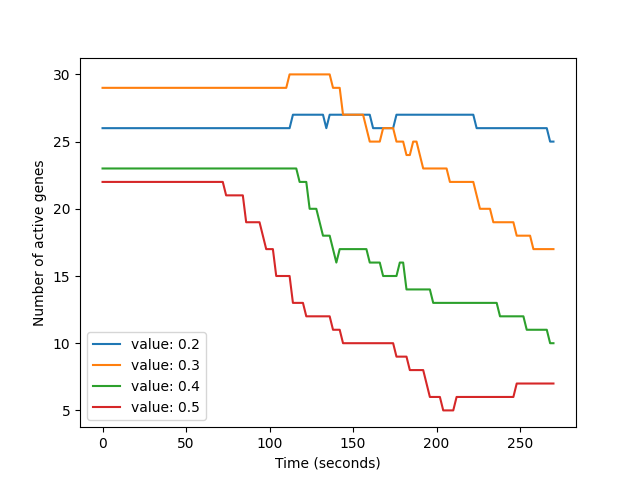 30
25
20
15
10
5
Number of active genes
value: 0.2
value: 0.3
value: 0.4
value: 0.5
0 50 100 150 200 250
Time (seconds)